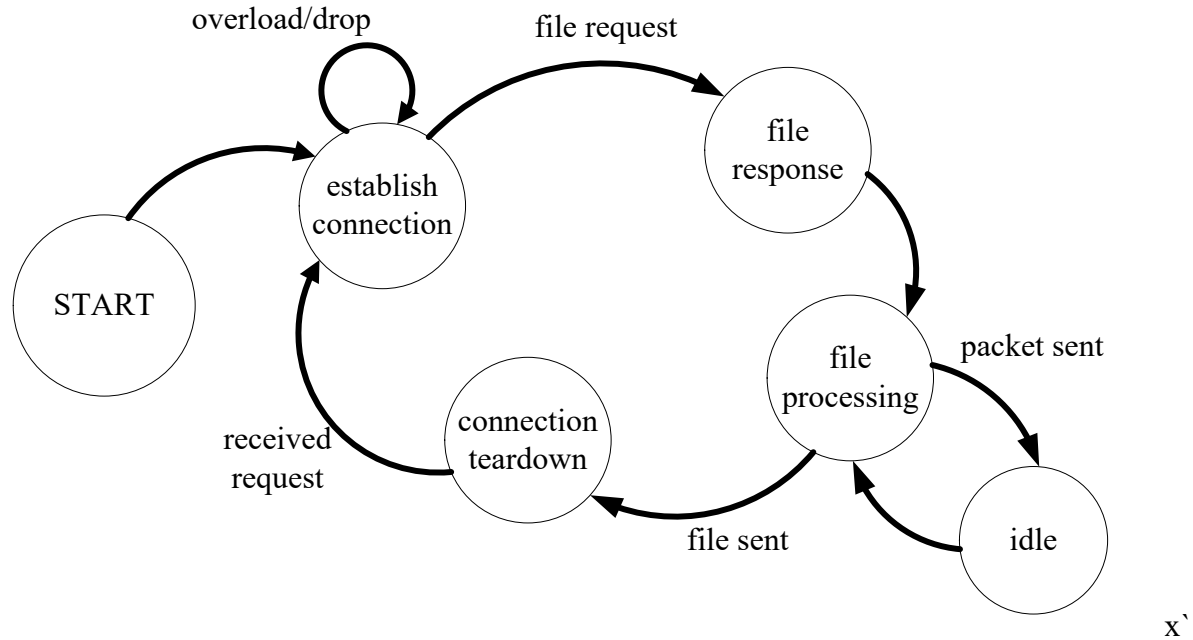 overload/drop
file request
file
response
establish
connection
START
packet sent
file
processing
connection
teardown
received
request
file sent
idle
x`